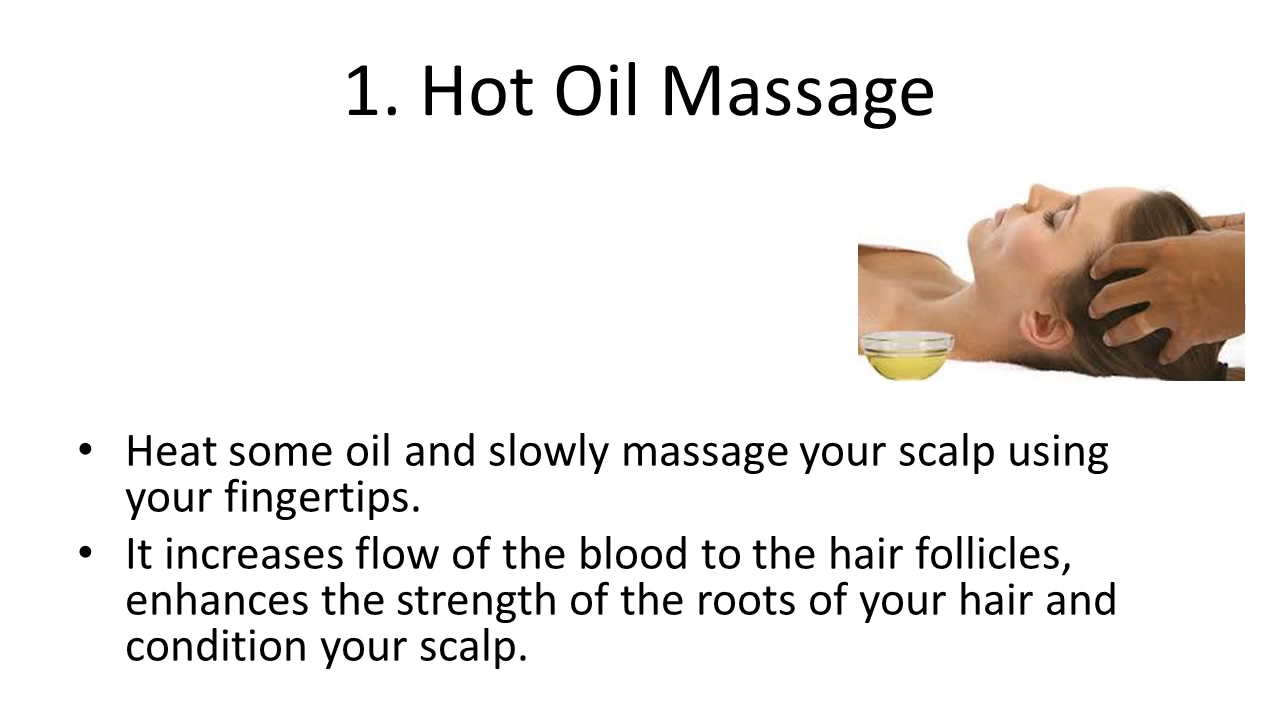 1. Hot Oil Massage
• Heat some oil and slowly massage your scalp using
your fingertips.
• It increases flow of the blood to the hair follicles,
enhances the strength of the roots of your hair and
condition your scalp.